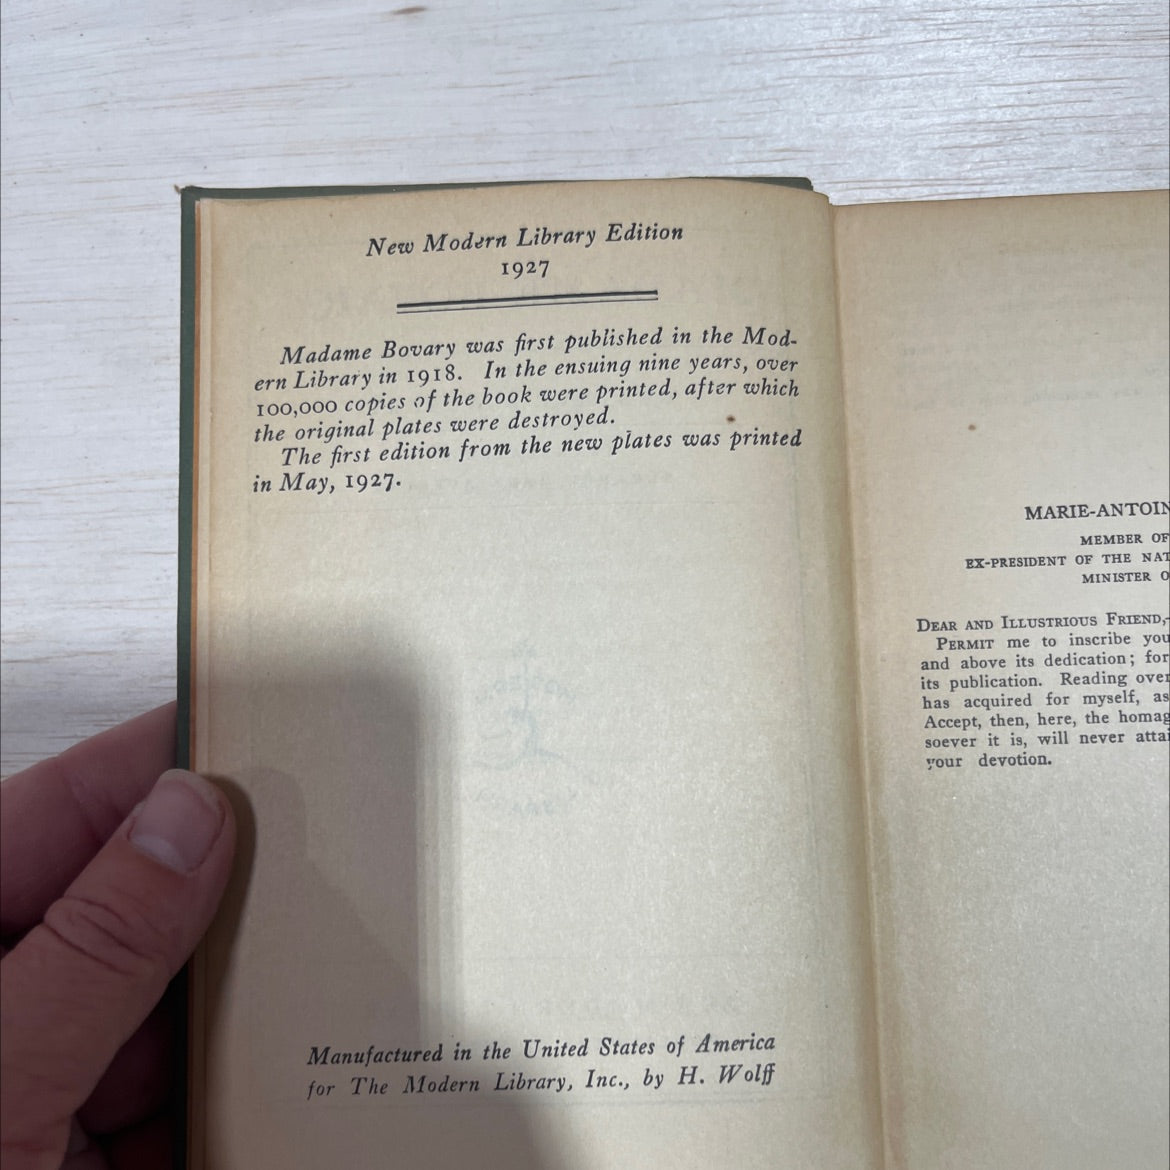 New Modern Library Edition
1927
Madame Bovary was first published in the Mod-
ern Library in 1918. In the ensuing nine years, over
100,000 copies of the book were printed, after which
the original plates were destroyed.
The first edition from the new plates was printed
in May, 1927.
Manufactured in the United States of America
for The Modern Library, Inc., by H. Wolff
MARIE-ANTOIN
MEMBER OF
EX-PRESIDENT OF THE NAT
MINISTER O
DEAR AND ILLUSTRIOUS FRIEND,-
PERMIT me to inscribe you
and above its dedication; for
its publication. Reading over
has acquired for myself, as
Accept, then, here, the homag
soever it is, will never attai
your devotion.